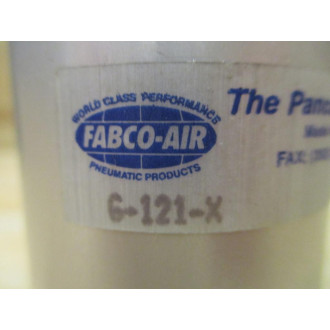 WORLD CLASS PERFORMANCE
FABCO-AIR
PNEUMATIC PRODUCTS
The Panc
FAX: (
G-121-X